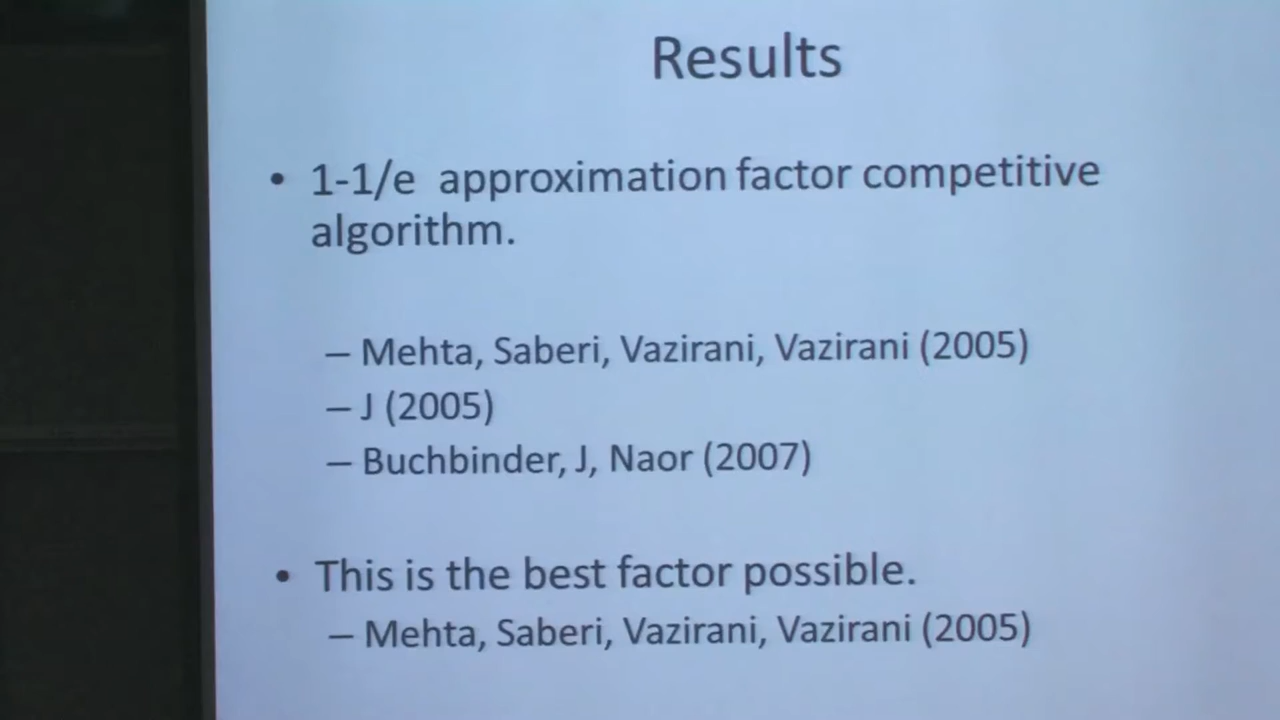 Results
• 1-1/e approximation factor competitive
algorithm.
– Mehta, Saberi, Vazirani, Vazirani (2005)
– J (2005)
– Buchbinder, J, Naor (2007)
• This is the best factor possible.
– Mehta, Saberi, Vazirani, Vazirani (2005)